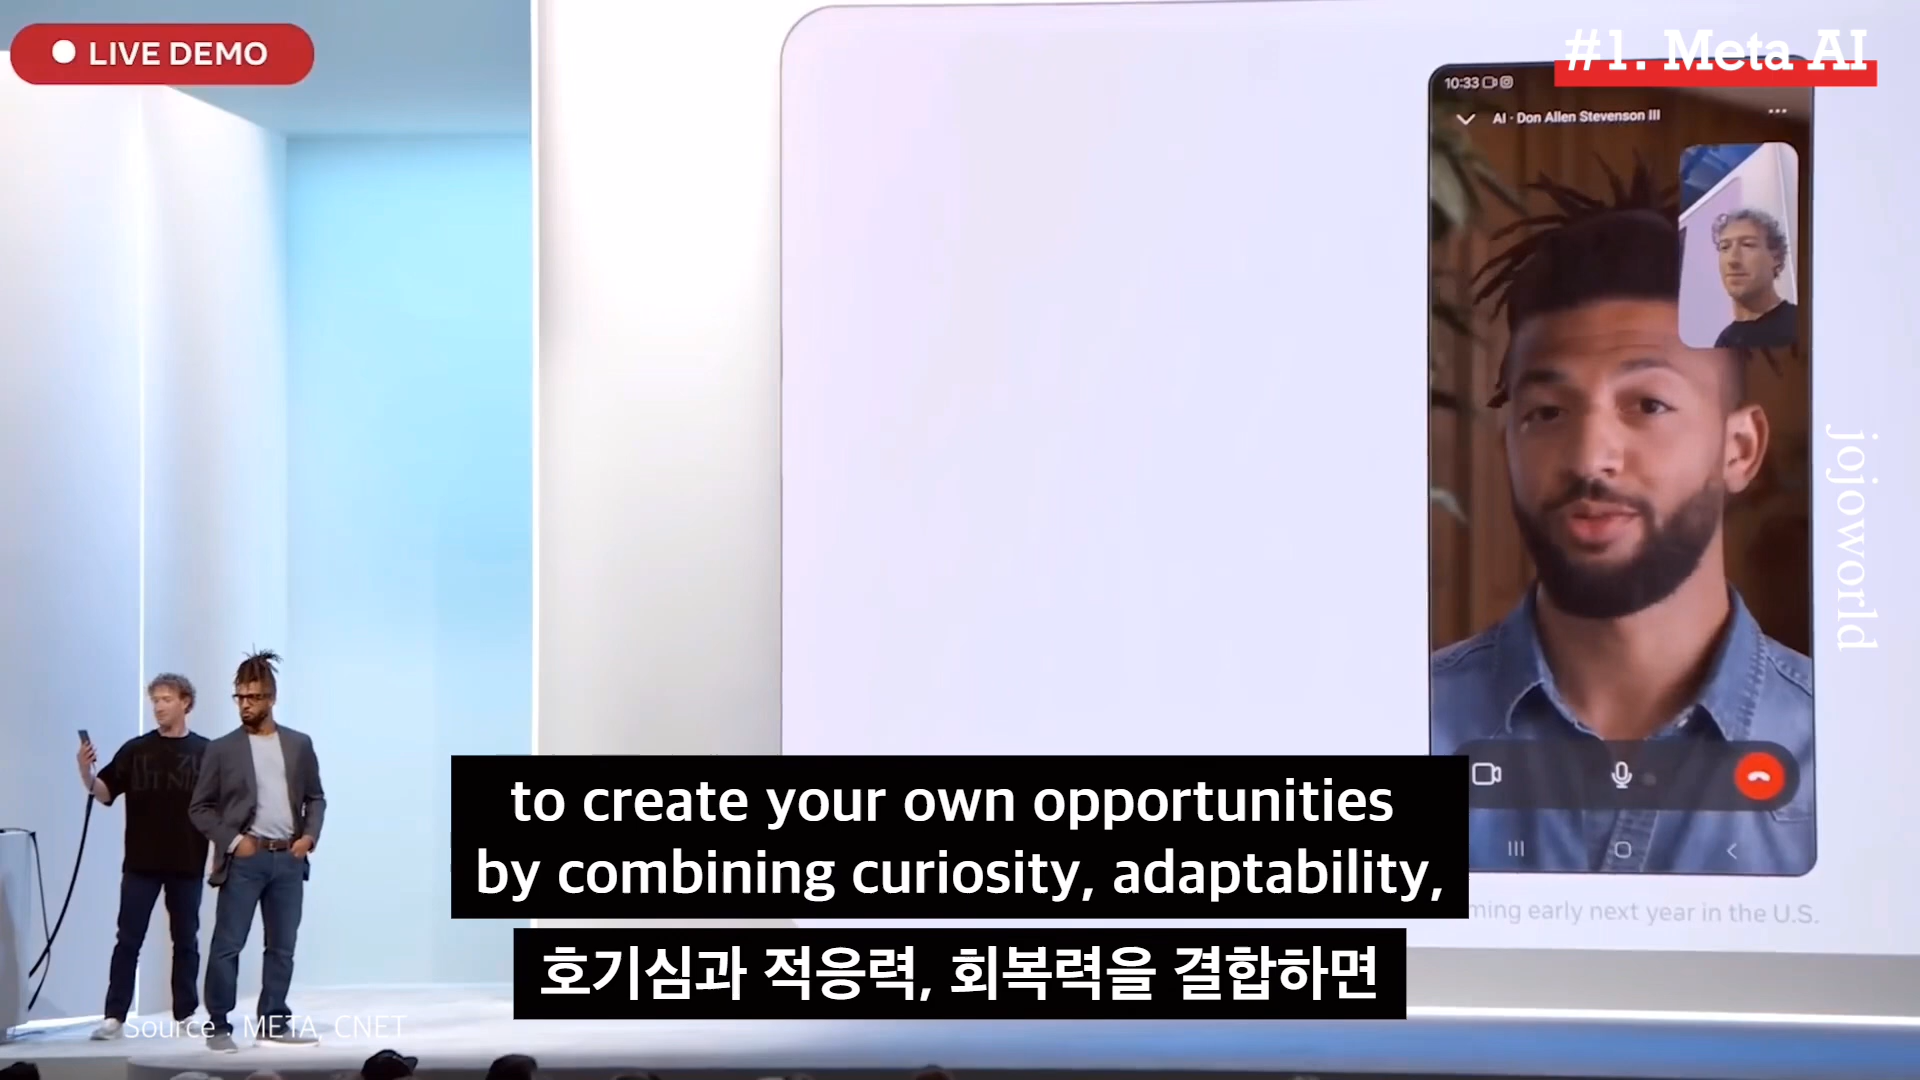 LIVE DEMO
#1. Meta AI
10:33
AI · Don Allen Stevenson III
jojoworld
to create your own opportunities
by combining curiosity, adaptability,
early next year in the U.S.
호기심과 적응력, 회복력을 결합하면
Source : META, CNET